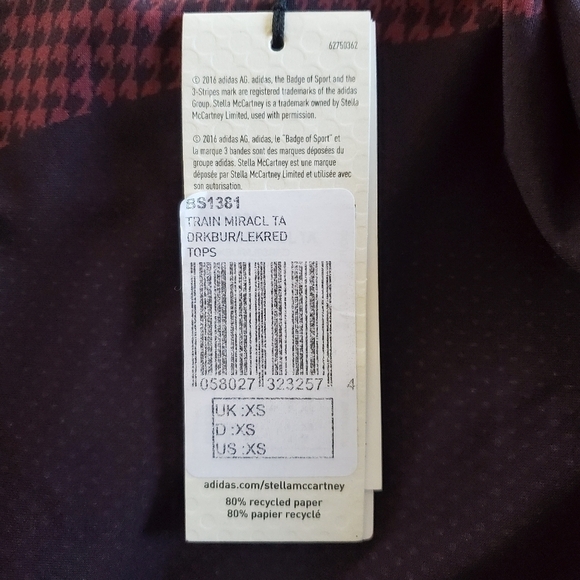 62750362
© 2016 adidas AG. adidas, the Badge of Sport and the
3-Stripes mark are registered trademarks of the adidas
Group. Stella McCartney is a trademark owned by Stella
McCartney Limited, used with permission.
© 2016 adidas AG. adidas, le "Badge of Sport" et
la marque 3 bandes sont des marques déposées du
groupe adidas. Stella McCartney est une marque
déposée par Stella McCartney Limited et utilisée avec
son autorisation.
BS1381
TRAIN MIRACL TA
DRKBUR/LEKRED
TOPS
058027 323257 4
UK :XS
D :XS
US :XS
adidas.com/stellamccartney
80% recycled paper
80% papier recyclé